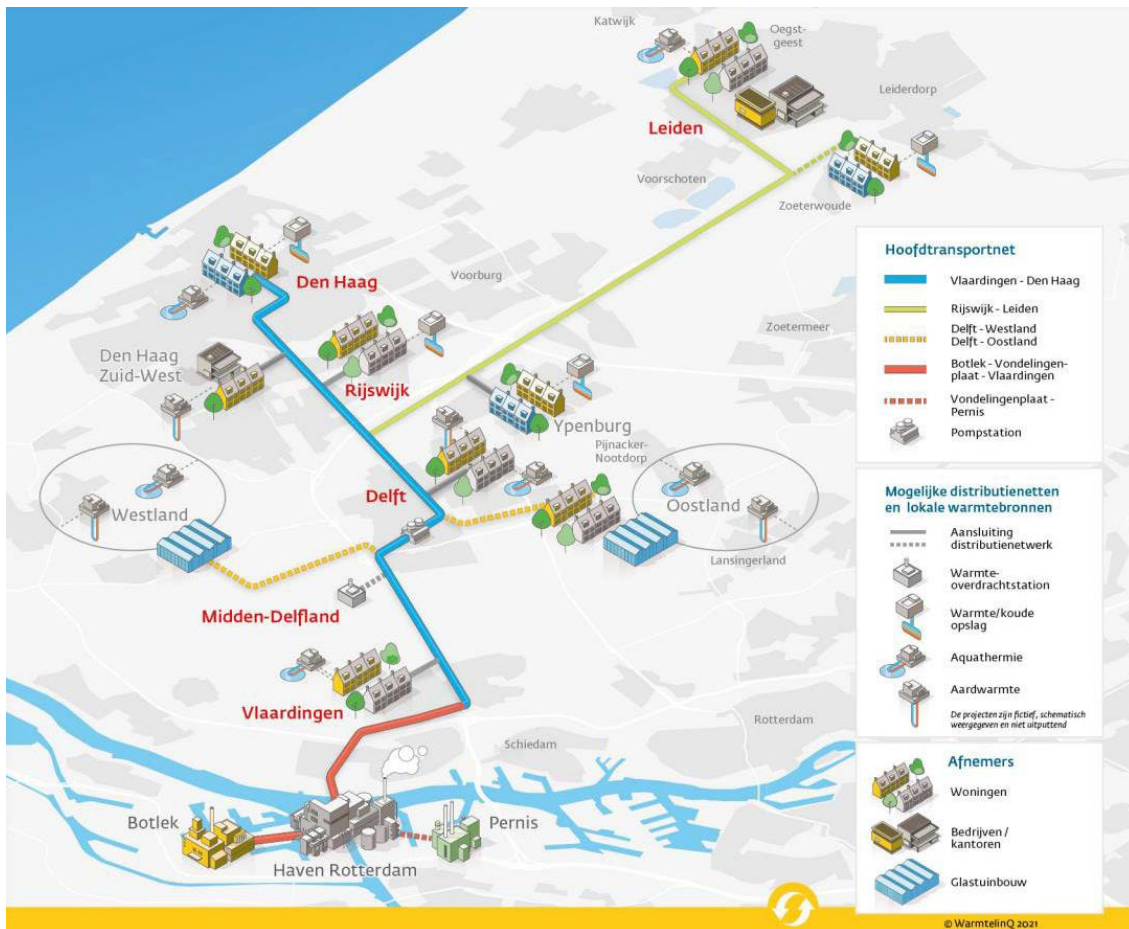 Katwijk
Oegst-
geest
Leiderdorp
Leiden
Voorschoten
Zoeterwoude
Den Haag
Voorburg
Zoetermeer
Den Haag
Zuid-West
Rijswijk
Ypenburg
Pijnacker-
Nootdorp
Delft
Westland
Oostland
Lansingerland
Midden-Delfland
Vlaardingen
Rotterdam
Schiedam
Botlek
Pernis
Haven Rotterdam
Hoofdtransportnet
Vlaardingen - Den Haag
Rijswijk - Leiden
Delft - Westland
Delft - Oostland
Botlek - Vondelingen-
plaat - Vlaardingen
Vondelingenplaat -
Pernis
Pompstation
Mogelijke distributienetten
en lokale warmtebronnen
Aansluiting
distributienetwerk
Warmte-
overdrachtstation
Warmte/koude
opslag
Aquathermie
Aardwarmte
De projecten zijn fictief, schematisch
weergegeven en niet uitputtend
Afnemers
Woningen
Bedrijven /
kantoren
Glastuinbouw
© WarmtelinQ 2021